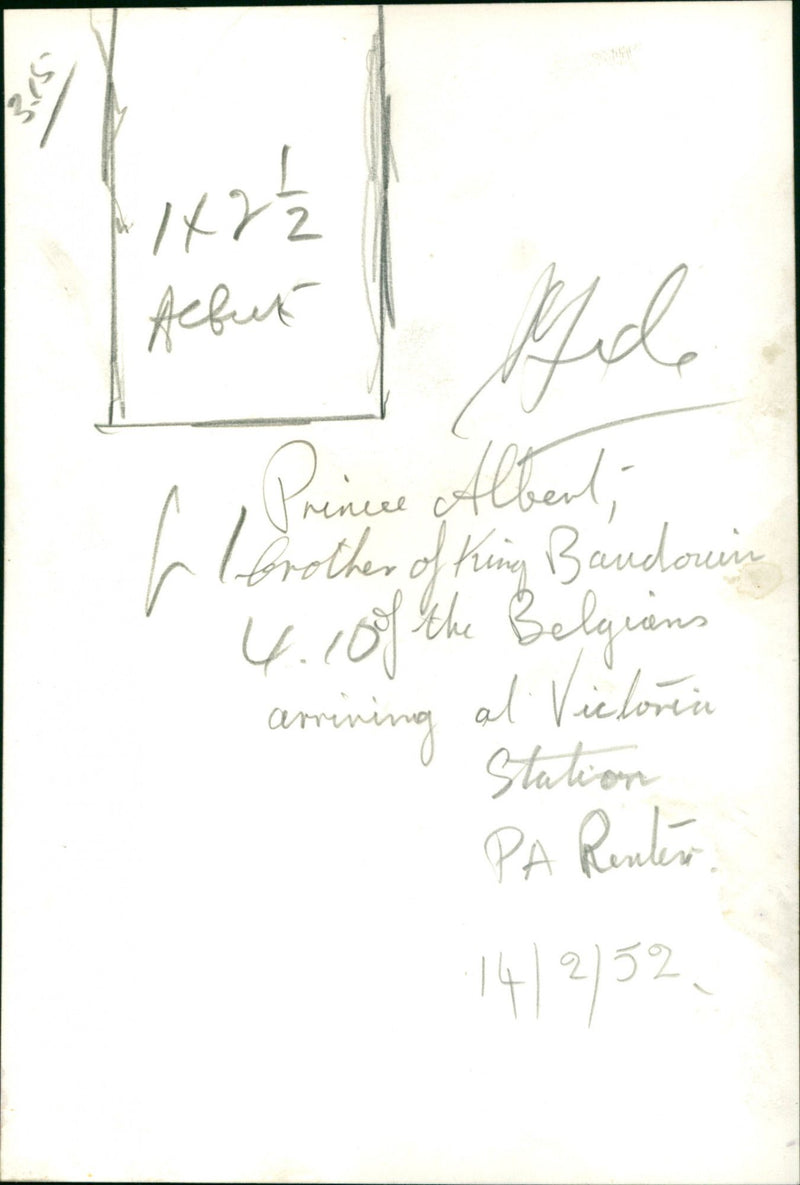 3.15/
1 x 2 1/2
Albert
Prince Albert,
brother of King Baudouin
4.10 of the Belgians
arriving at Victoria
Station
PA Reuter.
14/2/52